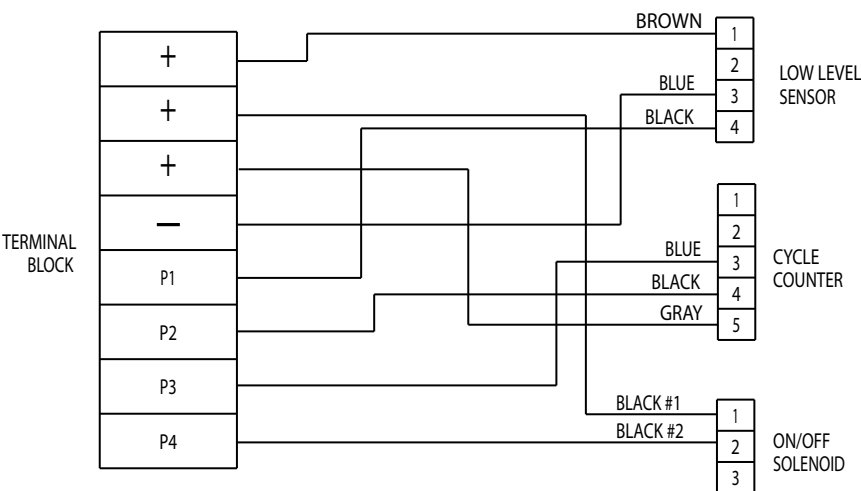 BROWN
1
2
BLUE
3
BLACK
4
LOW LEVEL
SENSOR
+
+
+
–
P1
P2
P3
P4
TERMINAL
BLOCK
1
2
BLUE
3
BLACK
4
GRAY
5
CYCLE
COUNTER
BLACK #1
1
BLACK #2
2
3
ON/OFF
SOLENOID